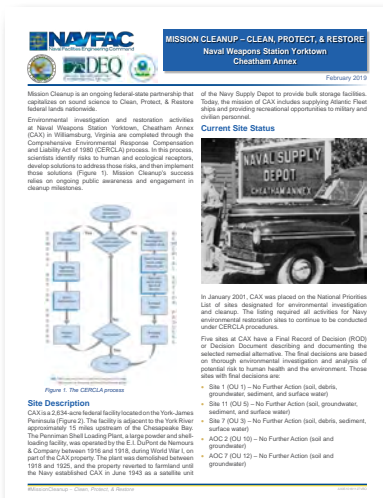 NAVFAC
Naval Facilities Engineering Command
DEQ
MISSION CLEANUP – CLEAN, PROTECT, & RESTORE
Naval Weapons Station Yorktown
Cheatham Annex
February 2019
Mission Cleanup is an ongoing federal-state partnership that
capitalizes on sound science to Clean, Protect, & Restore
federal lands nationwide.
Environmental investigation and restoration activities
at Naval Weapons Station Yorktown, Cheatham Annex
(CAX) in Williamsburg, Virginia are completed through the
Comprehensive Environmental Response Compensation
and Liability Act of 1980 (CERCLA) process. In this process,
scientists identify risks to human and ecological receptors,
develop solutions to address those risks, and then implement
those solutions (Figure 1). Mission Cleanup's success
relies on ongoing public awareness and engagement in
cleanup milestones.
Figure 1. The CERCLA process
Site Description
CAX is a 2,634-acre federal facility located on the York-James
Peninsula (Figure 2). The facility is adjacent to the York River
approximately 15 miles upstream of the Chesapeake Bay.
The Penniman Shell Loading Plant, a large powder and shell-
loading facility, was operated by the E.I. DuPont de Nemours
& Company between 1916 and 1918, during World War I, on
part of the CAX property. The plant was demolished between
1918 and 1925, and the property reverted to farmland until
the Navy established CAX in June 1943 as a satellite unit
of the Navy Supply Depot to provide bulk storage facilities.
Today, the mission of CAX includes supplying Atlantic Fleet
ships and providing recreational opportunities to military and
civilian personnel.
Current Site Status
NAVAL SUPPLY
DEPOT
CHEATHAM ANNEX
In January 2001, CAX was placed on the National Priorities
List of sites designated for environmental investigation
and cleanup. The listing required all activities for Navy
environmental restoration sites to continue to be conducted
under CERCLA procedures.
Five sites at CAX have a Final Record of Decision (ROD)
or Decision Document describing and documenting the
selected remedial alternative. The final decisions are based
on thorough environmental investigation and analysis of
potential risk to human health and the environment. Those
sites with final decisions are:
• Site 1 (OU 1) – No Further Action (soil, debris,
groundwater, sediment, and surface water)
• Site 11 (OU 5) – No Further Action (soil, groundwater,
sediment, and surface water)
• Site 7 (OU 3) – No Further Action (soil, debris, sediment,
surface water)
• AOC 2 (OU 10) – No Further Action (soil and
groundwater)
• AOC 7 (OU 12) – No Further Action (soil and
groundwater)
#MissionCleanup – Clean, Protect, & Restore